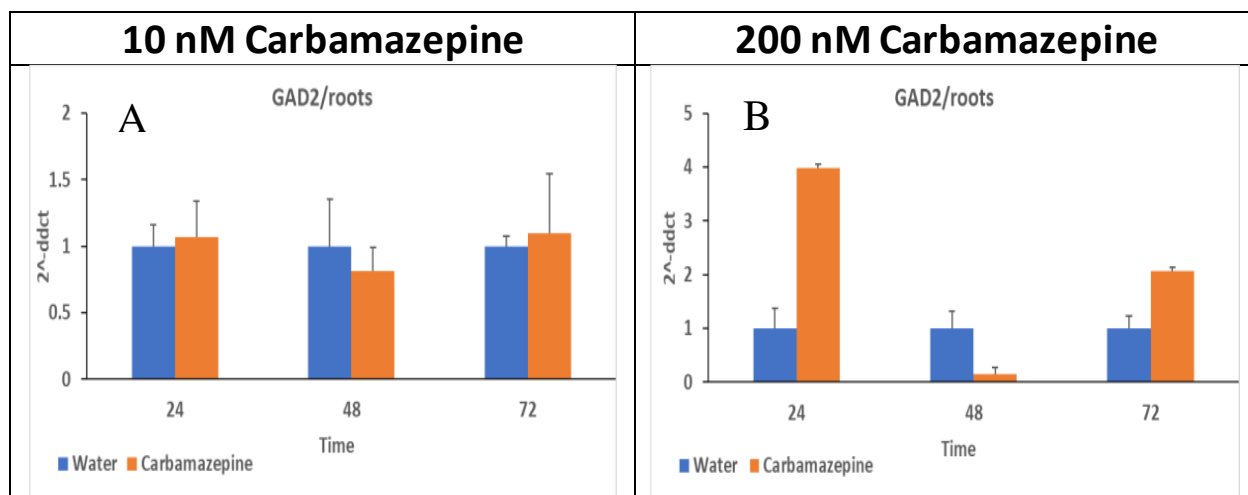 10 nM Carbamazepine
200 nM Carbamazepine
GAD2/roots
A
2
1.5
1
0.5
0
2^-ddct
24
48
72
Time
Water
Carbamazepine
GAD2/roots
B
5
4
3
2
1
0
2^-ddct
24
48
72
Time
Water
Carbamazepine